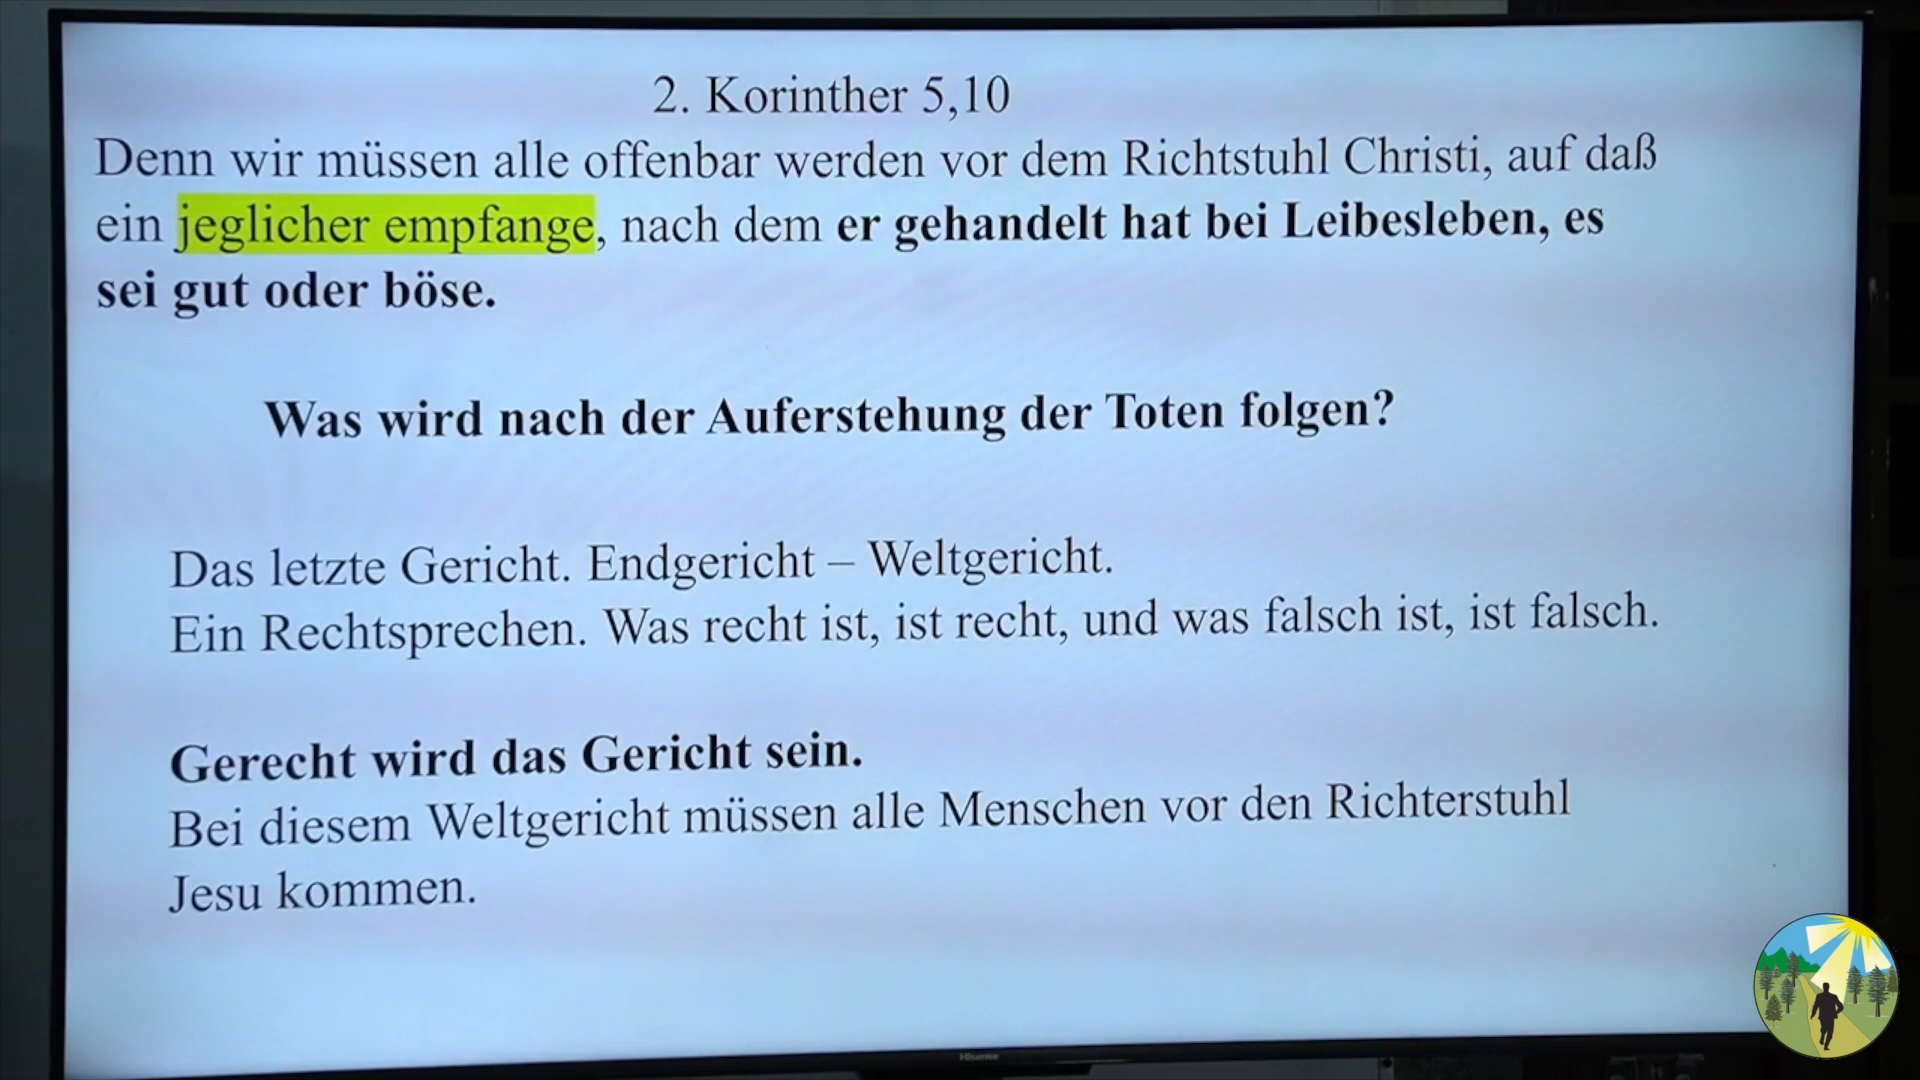 2. Korinther 5,10
Denn wir müssen alle offenbar werden vor dem Richtstuhl Christi, auf daß
ein jeglicher empfange, nach dem er gehandelt hat bei Leibesleben, es
sei gut oder böse.
Was wird nach der Auferstehung der Toten folgen?
Das letzte Gericht. Endgericht – Weltgericht.
Ein Rechtsprechen. Was recht ist, ist recht, und was falsch ist, ist falsch.
Gerecht wird das Gericht sein.
Bei diesem Weltgericht müssen alle Menschen vor den Richterstuhl
Jesu kommen.
Hisense